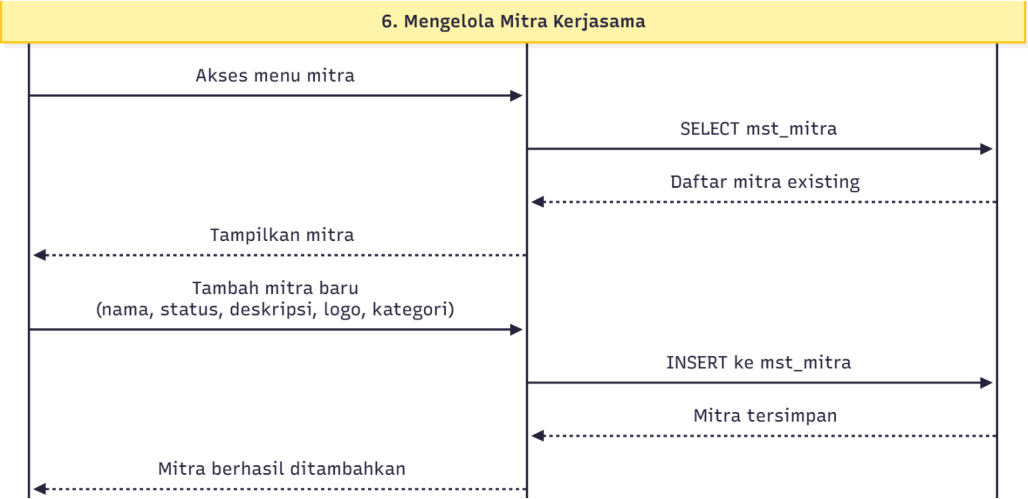 6. Mengelola Mitra Kerjasama
Akses menu mitra
SELECT mst_mitra
Daftar mitra existing
Tampilkan mitra
Tambah mitra baru
(nama, status, deskripsi, logo, kategori)
INSERT ke mst_mitra
Mitra tersimpan
Mitra berhasil ditambahkan